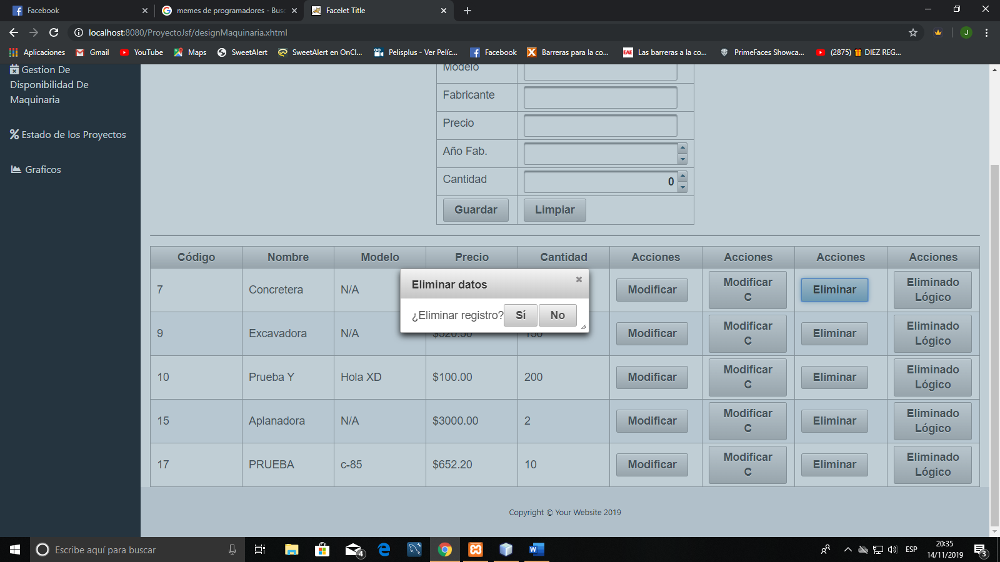 Facebook
memes de programadores - Busc
Facelet Title
localhost:8080/ProyectoJsf/designMaquinaria.xhtml
J
Aplicaciones
Gmail
YouTube
Maps
SweetAlert
SweetAlert en OnCl...
Pelisplus - Ver Pelíc...
Facebook
Barreras para la co...
EAE
Las barreras a la co...
PrimeFaces Showca...
(2875) 🎁 DIEZ REG...
Gestion De
Disponibilidad De
Maquinaria
Estado de los Proyectos
Graficos
Modelo
Fabricante
Precio
Año Fab.
Cantidad
0
Guardar
Limpiar
Código Nombre Modelo Precio Cantidad Acciones Acciones Acciones Acciones
7 Concretera N/A Modificar Modificar C Eliminar Eliminado Lógico
Eliminar datos
¿Eliminar registro? Sí No
9 Excavadora N/A $520.50 150 Modificar Modificar C Eliminar Eliminado Lógico
10 Prueba Y Hola XD $100.00 200 Modificar Modificar C Eliminar Eliminado Lógico
15 Aplanadora N/A $3000.00 2 Modificar Modificar C Eliminar Eliminado Lógico
17 PRUEBA c-85 $652.20 10 Modificar Modificar C Eliminar Eliminado Lógico
Copyright © Your Website 2019
Escribe aquí para buscar
4
W
ESP
20:35
14/11/2019
3